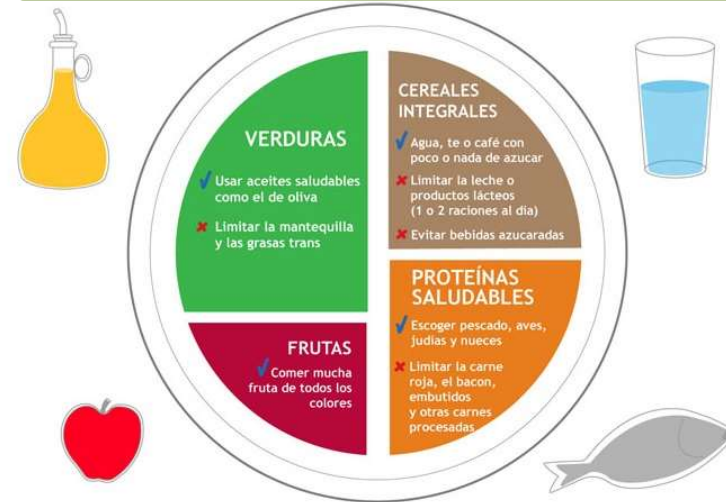 VERDURAS
✓ Usar aceites saludables
como el de oliva
✗ Limitar la mantequilla
y las grasas trans
CEREALES
INTEGRALES
✓ Agua, te o café con
poco o nada de azucar
✗ Limitar la leche o
productos lácteos
(1 o 2 raciones al dia)
✗ Evitar bebidas azucaradas
FRUTAS
✓ Comer mucha
fruta de todos los
colores
PROTEÍNAS
SALUDABLES
✓ Escoger pescado, aves,
judias y nueces
✗ Limitar la carne
roja, el bacon,
embutidos
y otras carnes
procesadas